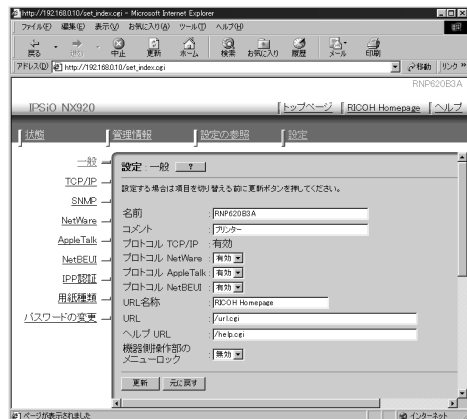 http://192.168.0.10/set_index.cgi - Microsoft Internet Explorer
ファイル(F) 編集(E) 表示(V) お気に入り(A) ツール(T) ヘルプ(H)
戻る 中止 更新 ホーム 検索 お気に入り 履歴 メール 印刷
アドレス(D) http://192.168.0.10/set_index.cgi 移動 リンク »
RNP620B3A
IPSiO NX920 トップページ RICOH Homepage ヘルプ
状態 管理情報 設定の参照 設定
一般
TCP/IP
SNMP
NetWare
AppleTalk
NetBEUI
IPP認証
用紙種類
パスワードの変更
設定 : 一般 ?
設定する場合は項目を切り替える前に更新ボタンを押してください。
名前 : RNP620B3A
コメント : プリンター
プロトコル TCP/IP : 有効
プロトコル NetWare : 有効
プロトコル AppleTalk : 有効
プロトコル NetBEUI : 有効
URL名称 : RICOH Homepage
URL : /url.cgi
ヘルプ URL : /help.cgi
機器側操作部の
メニューロック : 無効
更新 元に戻す
ページが表示されました インターネット